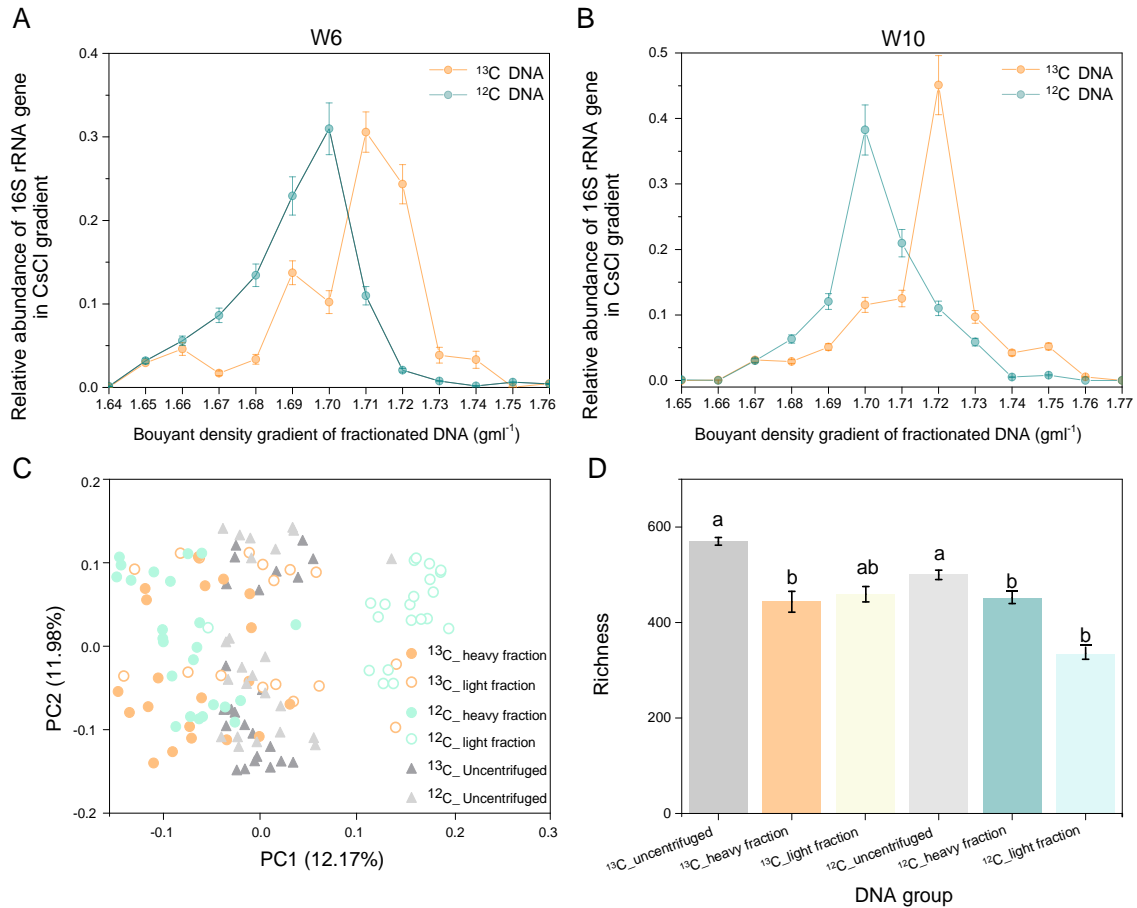 A
W6
0.4
0.3
0.2
0.1
0.0
¹³C DNA
¹²C DNA
Relative abundance of 16S rRNA gene
in CsCl gradient
1.64 1.65 1.66 1.67 1.68 1.69 1.70 1.71 1.72 1.73 1.74 1.75 1.76
Bouyant density gradient of fractionated DNA (gml⁻¹)
B
W10
0.5
0.4
0.3
0.2
0.1
0.0
¹³C DNA
¹²C DNA
Relative abundance of 16S rRNA gene
in CsCl gradient
1.65 1.66 1.67 1.68 1.69 1.70 1.71 1.72 1.73 1.74 1.75 1.76 1.77
Bouyant density gradient of fractionated DNA (gml⁻¹)
C
0.2
0.1
0.0
-0.1
-0.2
PC2 (11.98%)
¹³C_ heavy fraction
¹³C_ light fraction
¹²C_ heavy fraction
¹²C_ light fraction
¹³C_ Uncentrifuged
¹²C_ Uncentrifuged
-0.1 0.0 0.1 0.2 0.3
PC1 (12.17%)
D
600
400
200
0
Richness
a
b
ab
a
b
b
¹³C_uncentrifuged
¹³C_heavy fraction
¹³C_light fraction
¹²C_uncentrifuged
¹²C_heavy fraction
¹²C_light fraction
DNA group